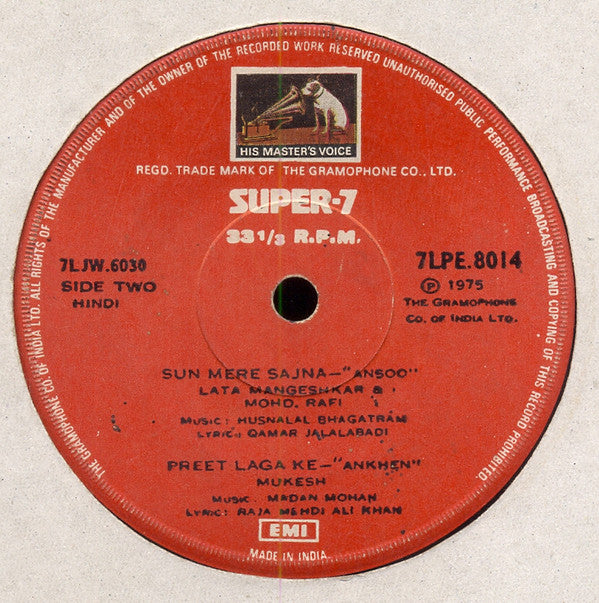 THE GRAMOPHONE CO. OF INDIA LTD. ALL RIGHTS OF THE MANUFACTURER AND OF THE OWNER OF THE RECORDED WORK RESERVED UNAUTHORISED PUBLIC PERFORMANCE BROADCASTING AND COPYING OF THIS RECORD PROHIBITED
HIS MASTER'S VOICE
REGD. TRADE MARK OF THE GRAMOPHONE CO., LTD.
SUPER-7
33 1/3 R.P.M.
7LJW.6030
SIDE TWO
HINDI
7LPE.8014
℗ 1975
THE GRAMOPHONE
CO. OF INDIA LTD.
SUN MERE SAJNA—"ANSOO"
LATA MANGESHKAR &
MOHD. RAFI
MUSIC: HUSNALAL BHAGATRAM
LYRIC: QAMAR JALALABADI
PREET LAGA KE—"ANKHEN"
MUKESH
MUSIC: MADAN MOHAN
LYRIC: RAJA MEHDI ALI KHAN
EMI
MADE IN INDIA